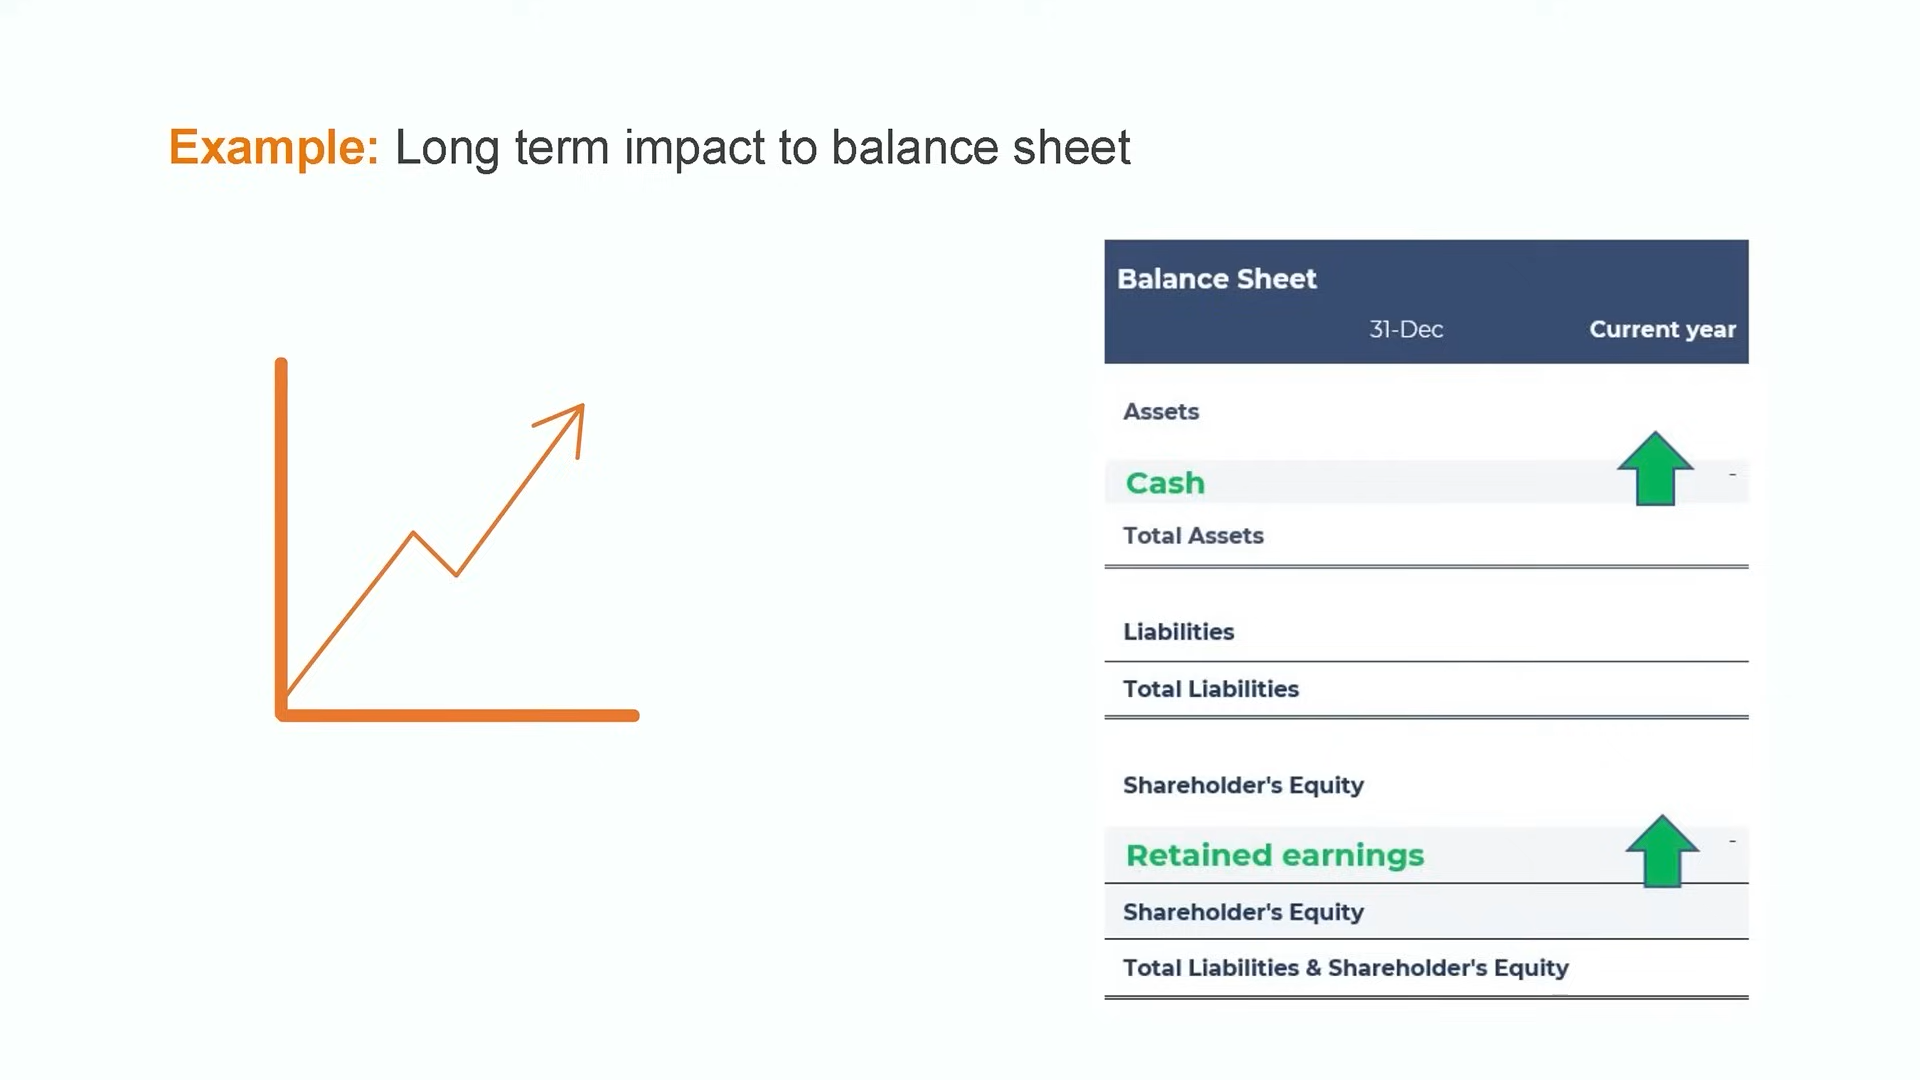 Example: Long term impact to balance sheet
Balance Sheet
31-Dec Current year
Assets
Cash -
Total Assets
Liabilities
Total Liabilities
Shareholder's Equity
Retained earnings -
Shareholder's Equity
Total Liabilities & Shareholder's Equity